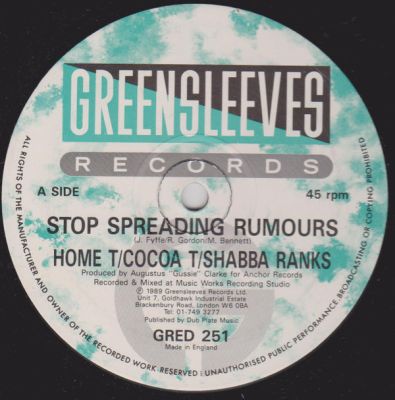 GREENSLEEVES
RECORDS
A SIDE
45 rpm
STOP SPREADING RUMOURS
(J. Fyffe/R. Gordon/M. Bennett)
HOME T/COCOA T/SHABBA RANKS
Produced by Augustus "Gussie" Clarke for Anchor Records
Recorded & Mixed at Music Works Recording Studio
℗ 1989 Greensleeves Records Ltd.
Unit 7, Goldhawk Industrial Estate
Brackenbury Road, London W6 0BA
Tel: 01-749 3277
Published by Dub Plate Music
GRED 251
Made in England
ALL RIGHTS OF THE MANUFACTURER AND OWNER OF THE RECORDED WORK RESERVED UNAUTHORISED PUBLIC PERFORMANCE, BROADCASTING & COPYING PROHIBITED